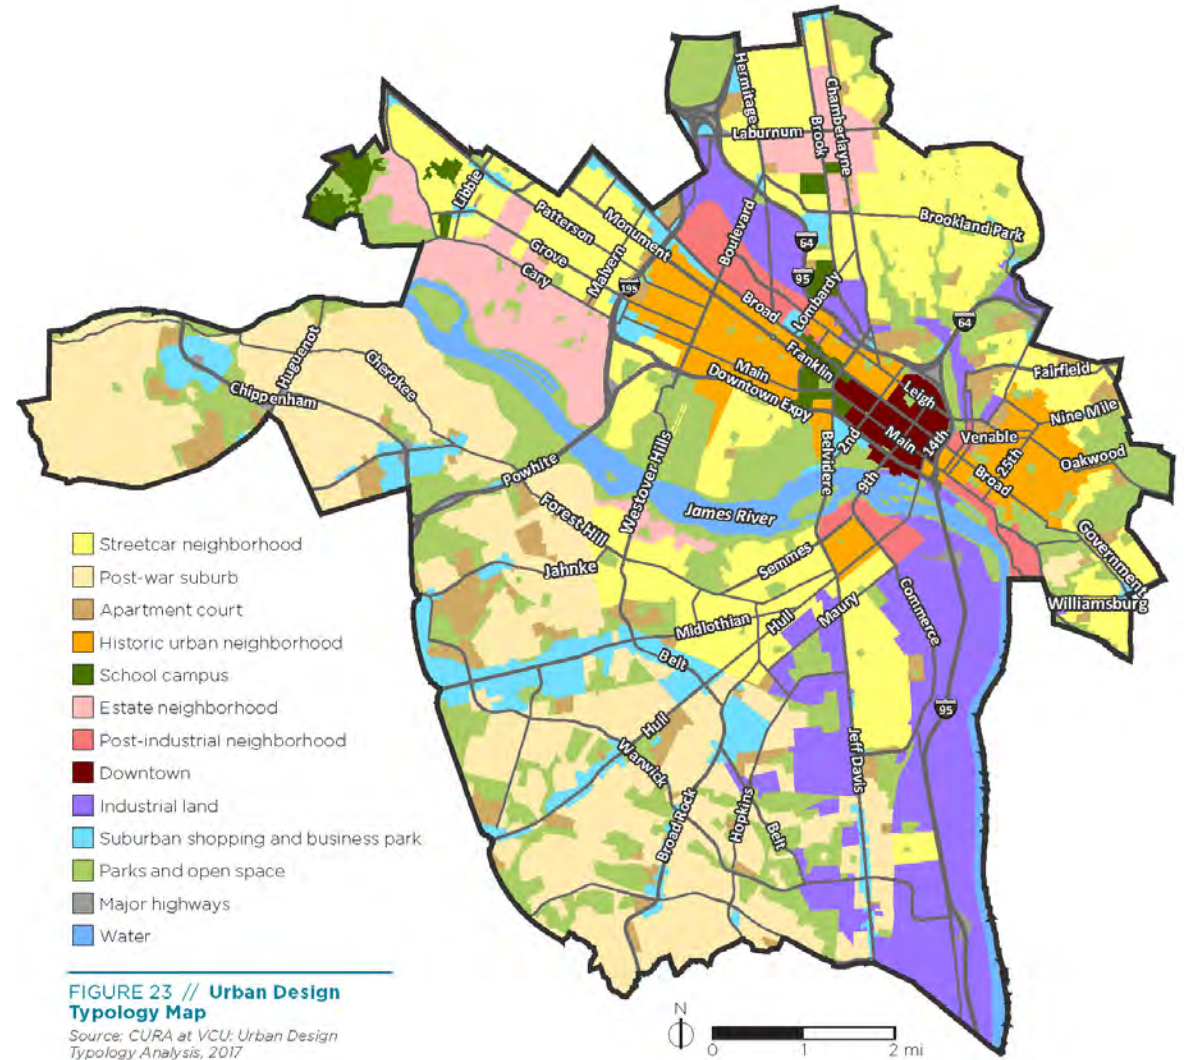 Hermitage
Chamberlayne
Laburnum
Brook
Libbie
Patterson
Monument
Boulevard
Brookland Park
Grove
64
Malvern
Cary
195
95
Lombardy
Broad
64
Huguenot
Cherokee
Franklin
Fairfield
Main
Leigh
Chippenham
Downtown Expy
Nine Mile
Main
14th
Venable
2nd
Oakwood
25th
Belvidere
Westover Hills
Powhite
Broad
9th
James River
Forest Hill
Government
Semmes
Jahnke
Commerce
Williamsburg
Maury
Hull
Midlothian
Belt
95
Hull
Warwick
Jeff Davis
Broad Rock
Hopkins
Belt
Streetcar neighborhood
Post-war suburb
Apartment court
Historic urban neighborhood
School campus
Estate neighborhood
Post-industrial neighborhood
Downtown
Industrial land
Suburban shopping and business park
Parks and open space
Major highways
Water
FIGURE 23 // Urban Design
Typology Map
Source: CURA at VCU: Urban Design
Typology Analysis, 2017
N
0 1 2 mi